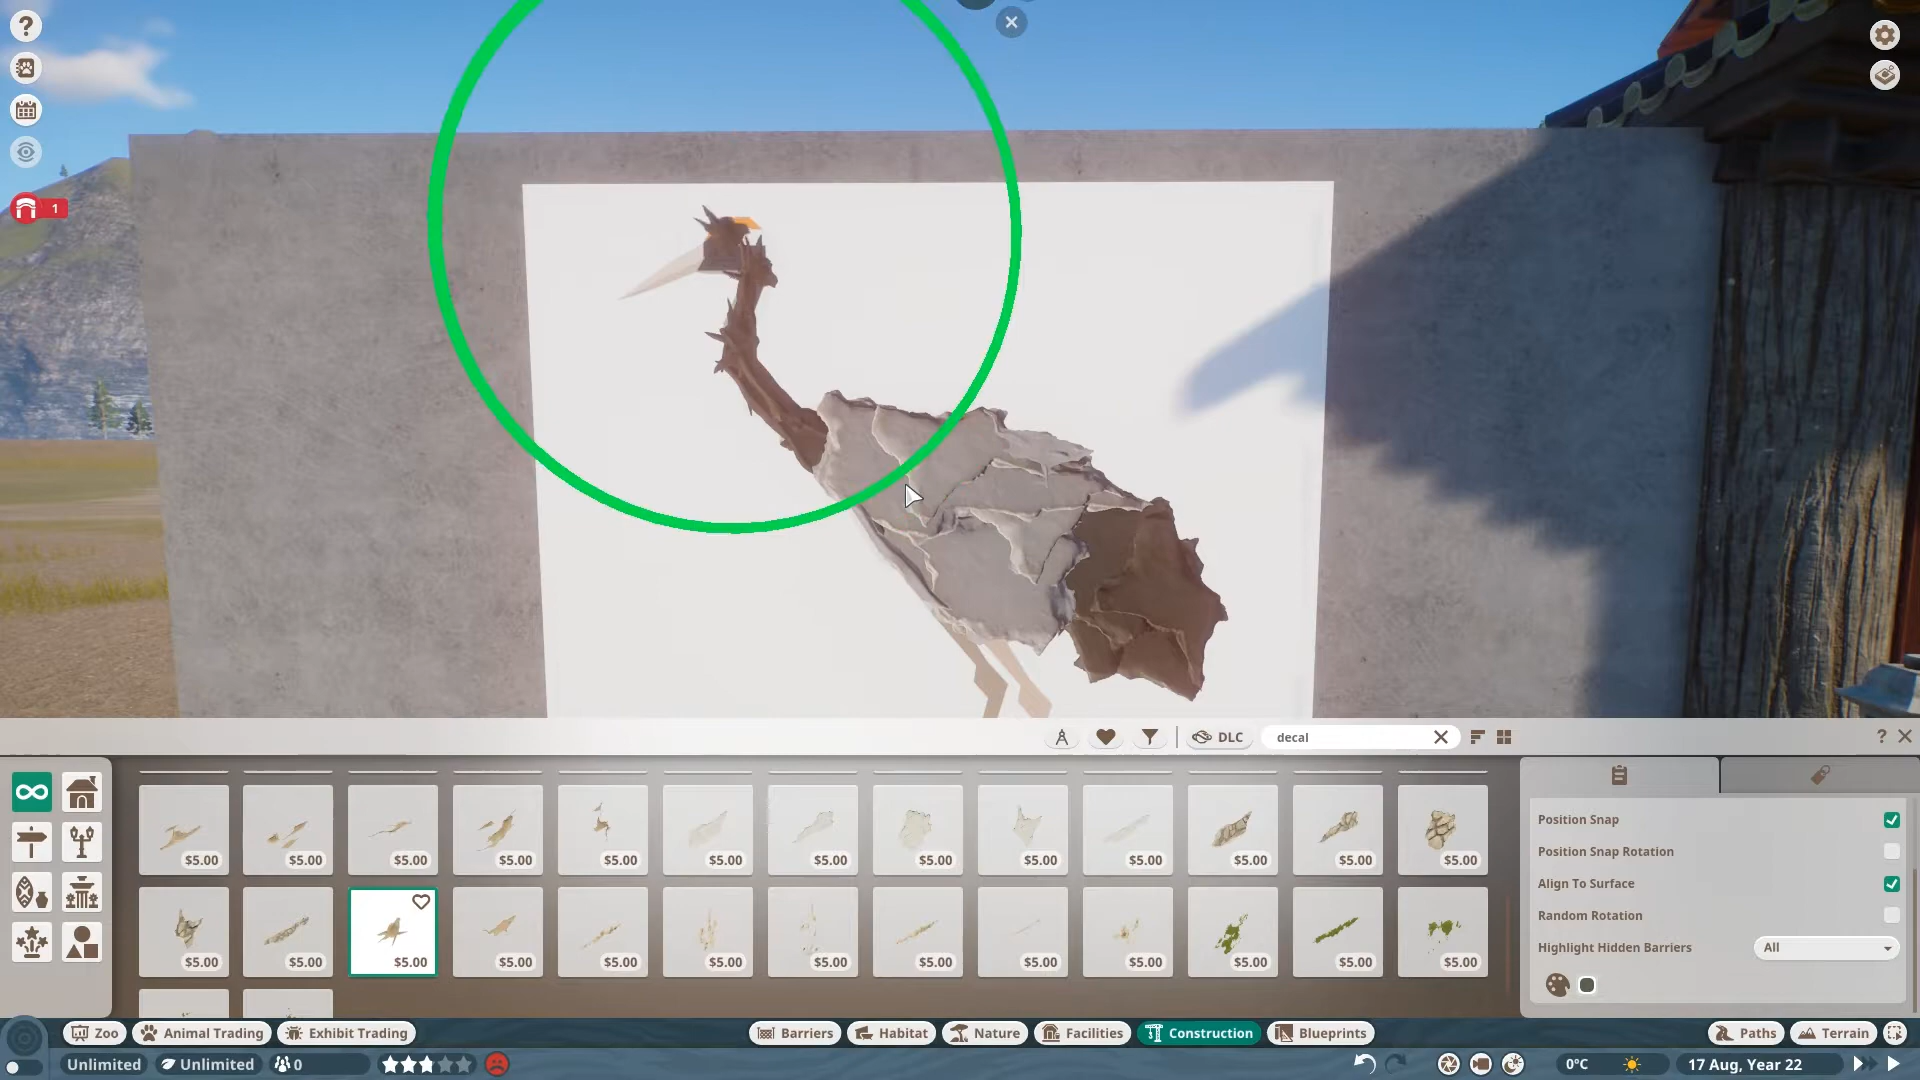 1
DLC
decal
?
Position Snap
Position Snap Rotation
Align To Surface
Random Rotation
Highlight Hidden Barriers
All
$5.00 $5.00 $5.00 $5.00 $5.00 $5.00 $5.00 $5.00 $5.00 $5.00 $5.00 $5.00 $5.00
$5.00 $5.00 $5.00 $5.00 $5.00 $5.00 $5.00 $5.00 $5.00 $5.00 $5.00 $5.00 $5.00
Zoo Animal Trading Exhibit Trading Barriers Habitat Nature Facilities Construction Blueprints Paths Terrain
Unlimited Unlimited 0 0°C 17 Aug, Year 22